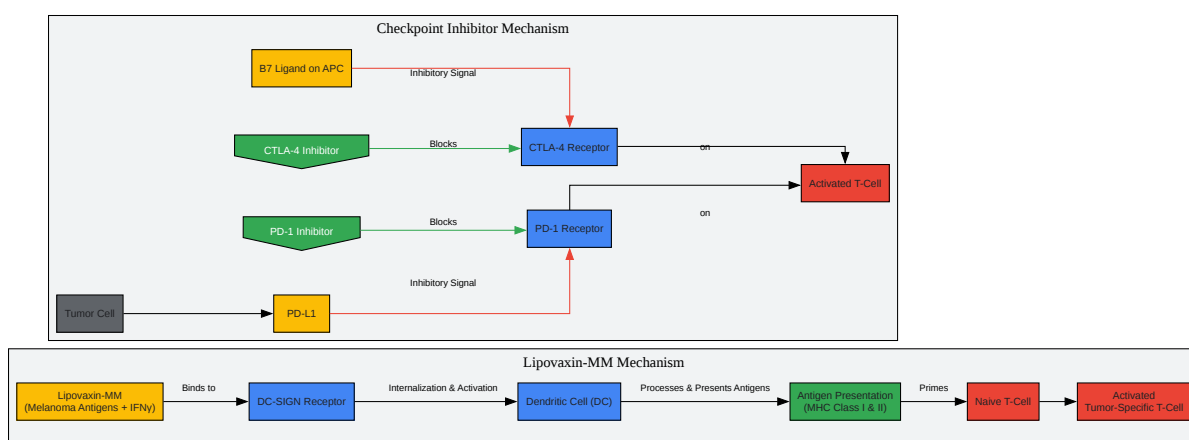 Checkpoint Inhibitor Mechanism
B7 Ligand on APC
Inhibitory Signal
CTLA-4 Inhibitor
Blocks
CTLA-4 Receptor
on
Activated T-Cell
PD-1 Inhibitor
Blocks
PD-1 Receptor
on
Inhibitory Signal
Tumor Cell
PD-L1
Lipovaxin-MM Mechanism
Lipovaxin-MM
(Melanoma Antigens + IFNγ)
Binds to
DC-SIGN Receptor
Internalization & Activation
Dendritic Cell (DC)
Processes & Presents Antigens
Antigen Presentation
(MHC Class I & II)
Primes
Naive T-Cell
Activated
Tumor-Specific T-Cell